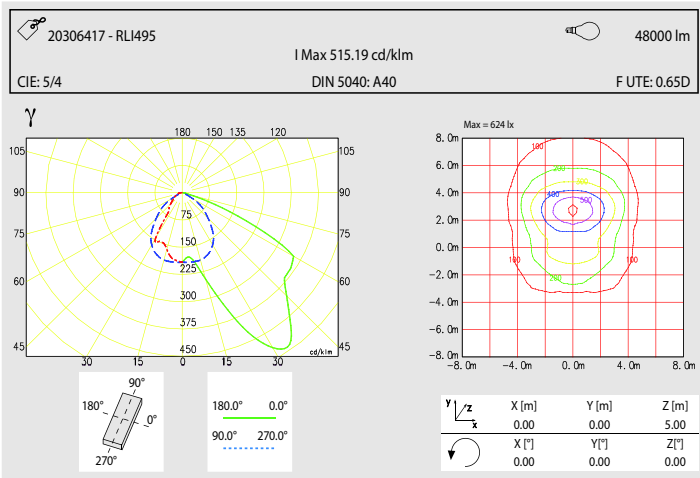 20306417 - RLI495
48000 lm
I Max 515.19 cd/klm
CIE: 5/4
DIN 5040: A40
F UTE: 0.65D
γ
180 150 135 120
105 105
90 90
75 75
60 60
45 45
30 15 0 15 30
75
150
225
300
375
450
cd/klm
Max = 624 lx
8.0m
6.0m
4.0m
2.0m
0.0m
-2.0m
-4.0m
-6.0m
-8.0m
-8.0m -4.0m 0.0m 4.0m 8.0m
100
200
300
400
500
100 100
200
90°
180° 0°
270°
180.0° 0.0°
90.0° 270.0°
y z x
X [m] Y [m] Z [m]
0.00 0.00 5.00
X [°] Y[°] Z[°]
0.00 0.00 0.00